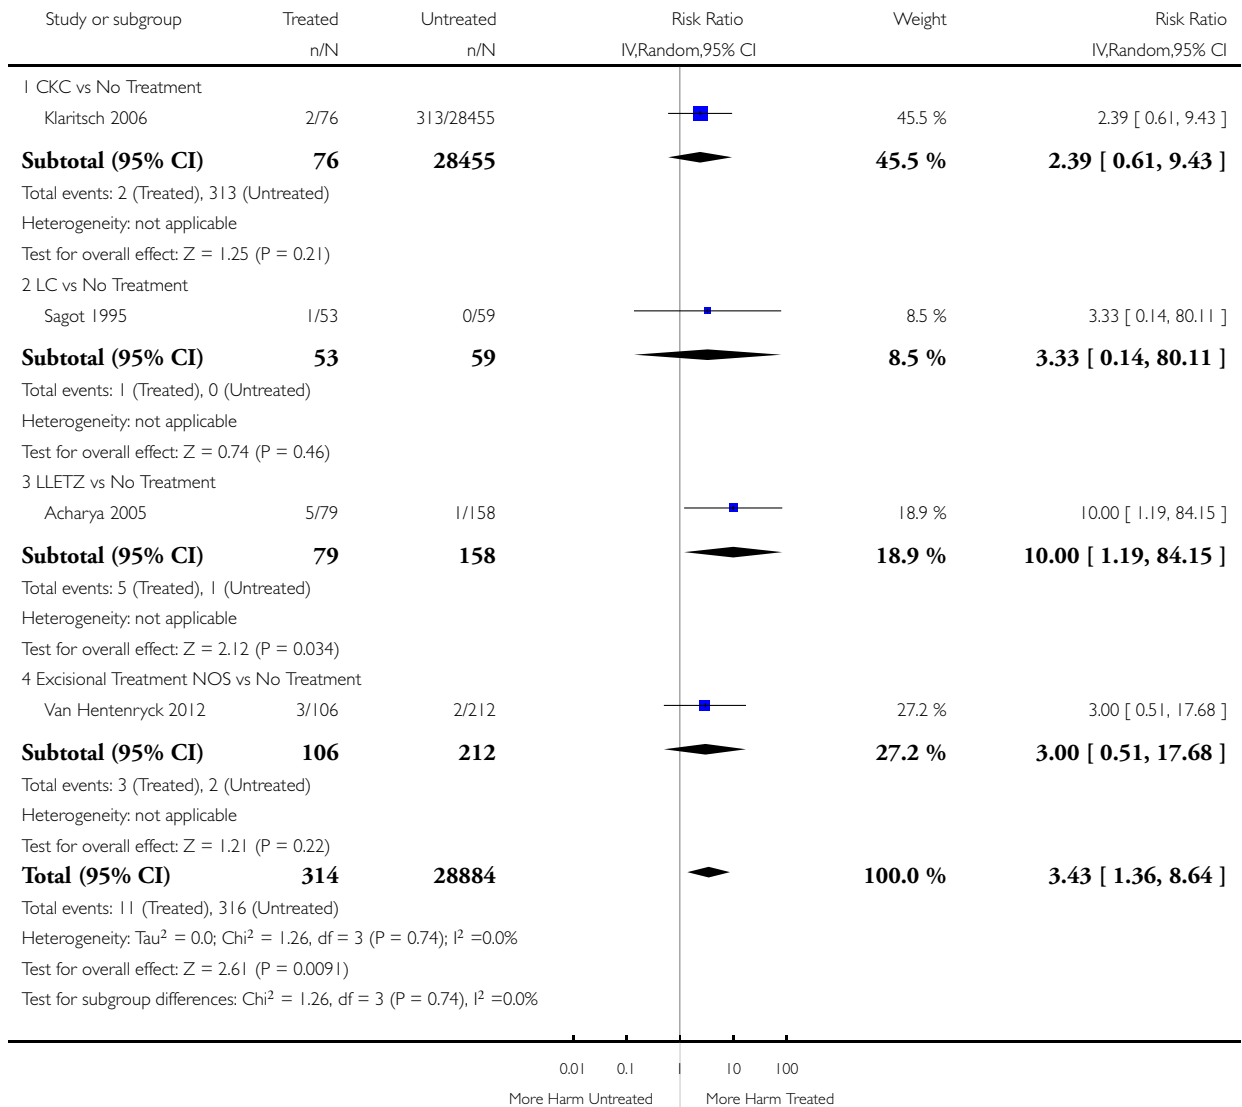 Study or subgroup Treated Untreated Risk Ratio Weight Risk Ratio
n/N n/N IV,Random,95% CI IV,Random,95% CI
1 CKC vs No Treatment
Klaritsch 2006 2/76 313/28455 45.5 % 2.39 [ 0.61, 9.43 ]
Subtotal (95% CI) 76 28455 45.5 % 2.39 [ 0.61, 9.43 ]
Total events: 2 (Treated), 313 (Untreated)
Heterogeneity: not applicable
Test for overall effect: Z = 1.25 (P = 0.21)
2 LC vs No Treatment
Sagot 1995 1/53 0/59 8.5 % 3.33 [ 0.14, 80.11 ]
Subtotal (95% CI) 53 59 8.5 % 3.33 [ 0.14, 80.11 ]
Total events: 1 (Treated), 0 (Untreated)
Heterogeneity: not applicable
Test for overall effect: Z = 0.74 (P = 0.46)
3 LLETZ vs No Treatment
Acharya 2005 5/79 1/158 18.9 % 10.00 [ 1.19, 84.15 ]
Subtotal (95% CI) 79 158 18.9 % 10.00 [ 1.19, 84.15 ]
Total events: 5 (Treated), 1 (Untreated)
Heterogeneity: not applicable
Test for overall effect: Z = 2.12 (P = 0.034)
4 Excisional Treatment NOS vs No Treatment
Van Hentenryck 2012 3/106 2/212 27.2 % 3.00 [ 0.51, 17.68 ]
Subtotal (95% CI) 106 212 27.2 % 3.00 [ 0.51, 17.68 ]
Total events: 3 (Treated), 2 (Untreated)
Heterogeneity: not applicable
Test for overall effect: Z = 1.21 (P = 0.22)
Total (95% CI) 314 28884 100.0 % 3.43 [ 1.36, 8.64 ]
Total events: 11 (Treated), 316 (Untreated)
Heterogeneity: Tau² = 0.0; Chi² = 1.26, df = 3 (P = 0.74); I² =0.0%
Test for overall effect: Z = 2.61 (P = 0.0091)
Test for subgroup differences: Chi² = 1.26, df = 3 (P = 0.74), I² =0.0%
0.01 0.1 1 10 100
More Harm Untreated More Harm Treated